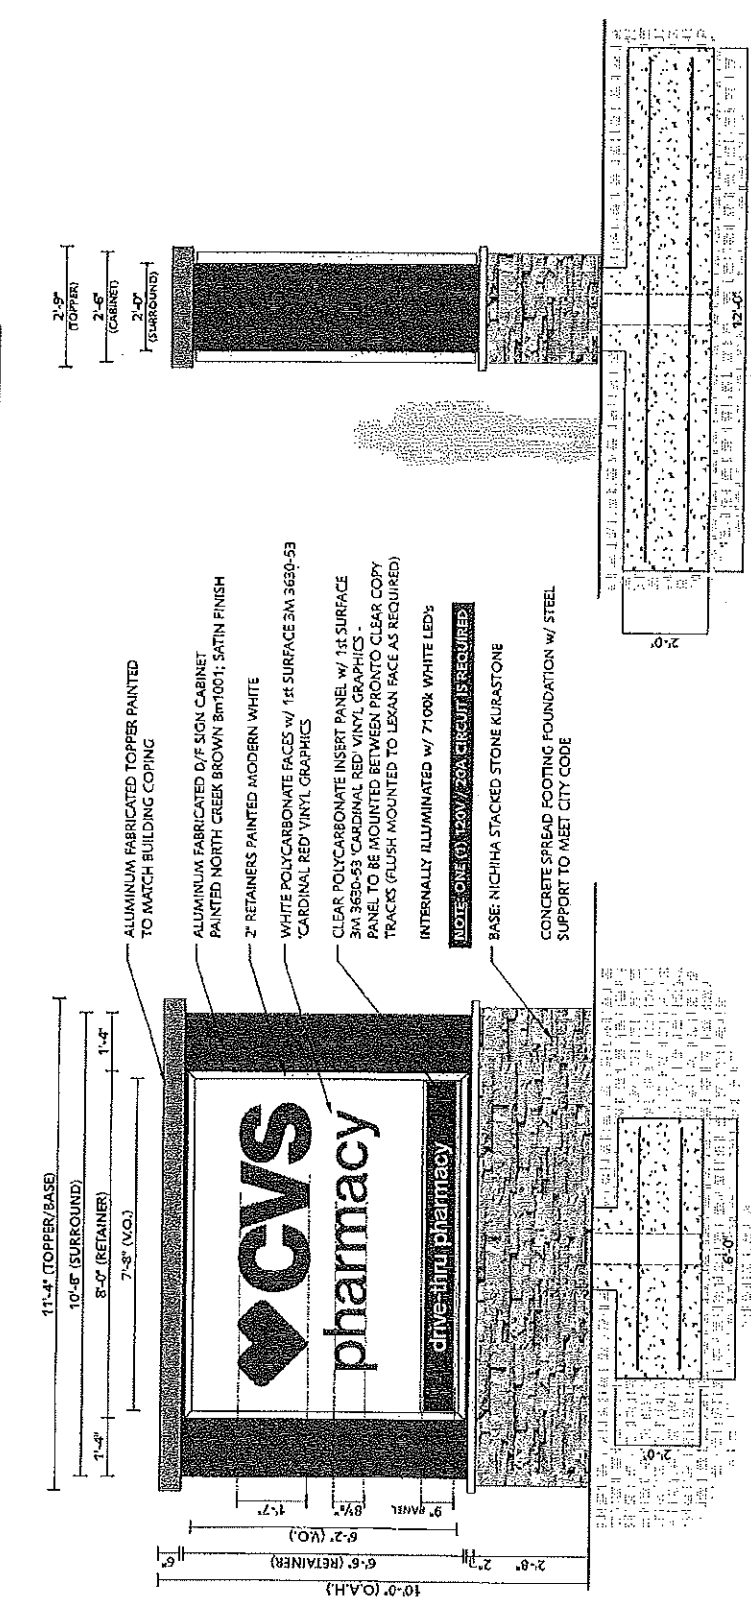 11'-4" (TOPPER/BASE)
10'-6" (SURROUND)
1'-4"
8'-0" (RETAINER)
1'-4"
7'-8" (V.O.)
10'-0" (O.A.H.)
6"
6'-6" (RETAINER)
2"
2'-8"
6'-2" (V.O.)
1'-7"
8½"
9" PANEL
CVS
pharmacy
drive-thru pharmacy
2'-0"
6'-0"
ALUMINUM FABRICATED TOPPER PAINTED
TO MATCH BUILDING COPING
ALUMINUM FABRICATED D/F SIGN CABINET
PAINTED NORTH CREEK BROWN Bm1001; SATIN FINISH
2" RETAINERS PAINTED MODERN WHITE
WHITE POLYCARBONATE FACES w/ 1st SURFACE 3M 3630-53
'CARDINAL RED' VINYL GRAPHICS
CLEAR POLYCARBONATE INSERT PANEL w/ 1st SURFACE
3M 3630-53 'CARDINAL RED' VINYL GRAPHICS -
PANEL TO BE MOUNTED BETWEEN PRONTO CLEAR COPY
TRACKS (FLUSH MOUNTED TO LEXAN FACE AS REQUIRED)
INTERNALLY ILLUMINATED w/ 7100k WHITE LED's
NOTE: ONE (1) 120V / 20A CIRCUIT IS REQUIRED
BASE: NICHIHA STACKED STONE KURASTONE
CONCRETE SPREAD FOOTING FOUNDATION w/ STEEL
SUPPORT TO MEET CITY CODE
2'-9"
(TOPPER)
2'-6"
(CABINET)
2'-0"
(SURROUND)
2'-0"
12'-0"